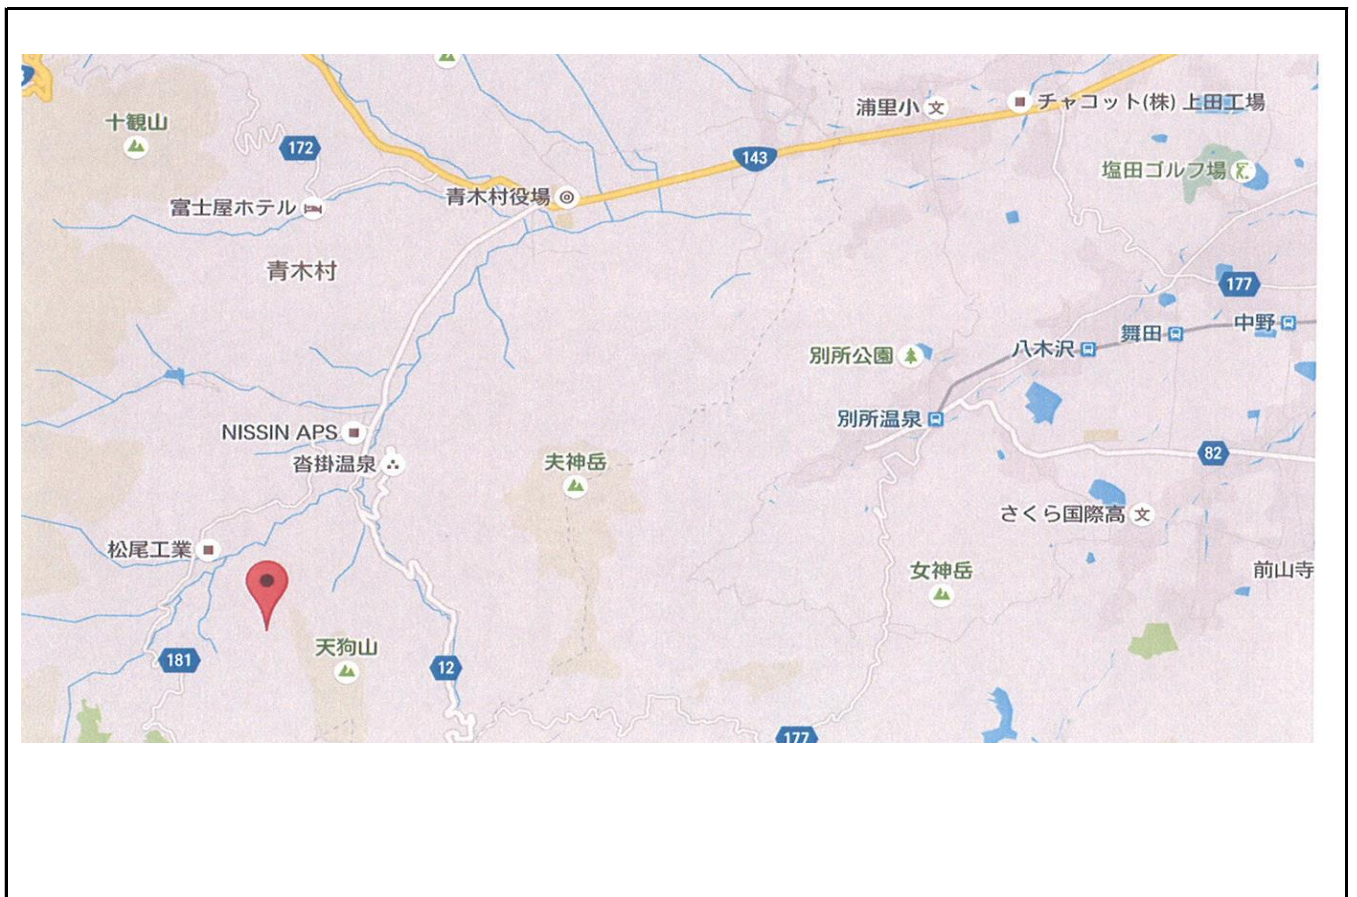 浦里小
チャコット(株) 上田工場
十観山
172
143
塩田ゴルフ場
青木村役場
富士屋ホテル
青木村
177
中野
舞田
八木沢
別所公園
別所温泉
NISSIN APS
沓掛温泉
夫神岳
82
さくら国際高
松尾工業
女神岳
前山寺
天狗山
181
12
177